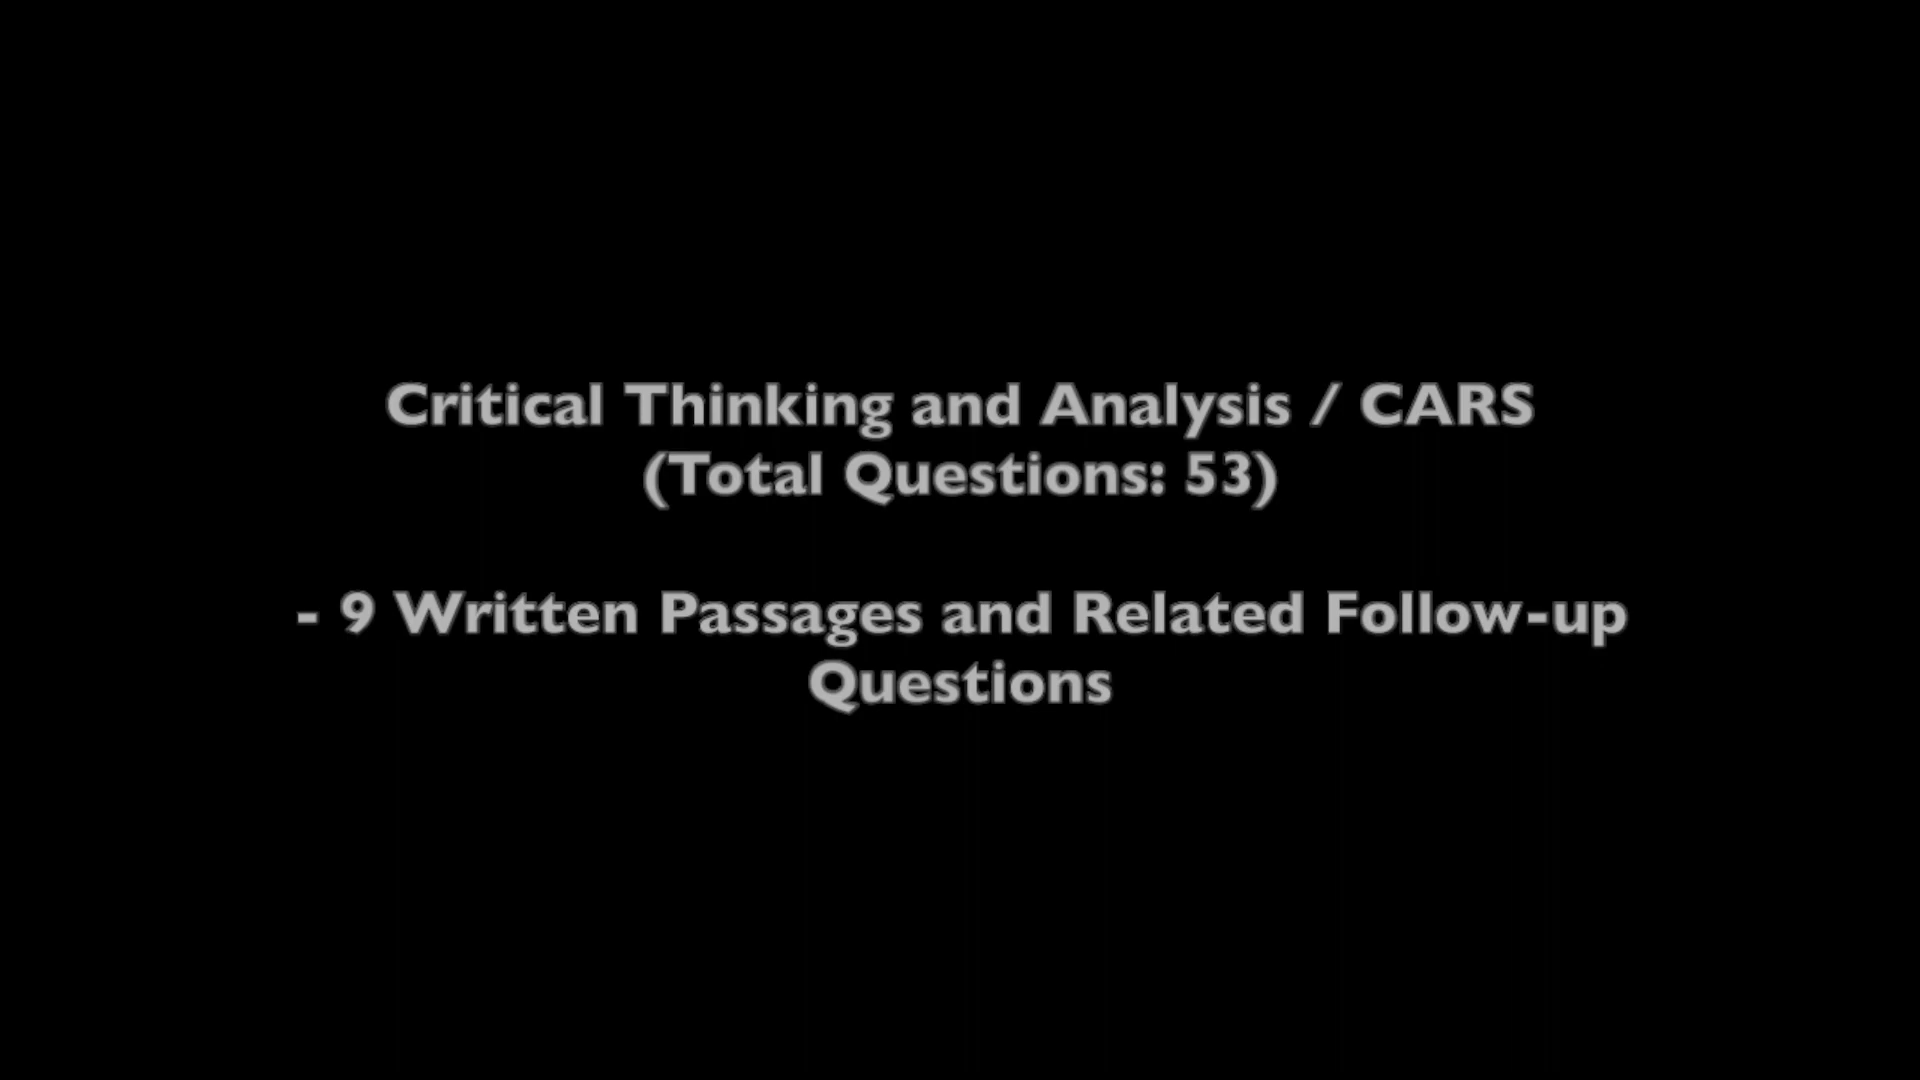 Critical Thinking and Analysis / CARS
(Total Questions: 53)
- 9 Written Passages and Related Follow-up
Questions